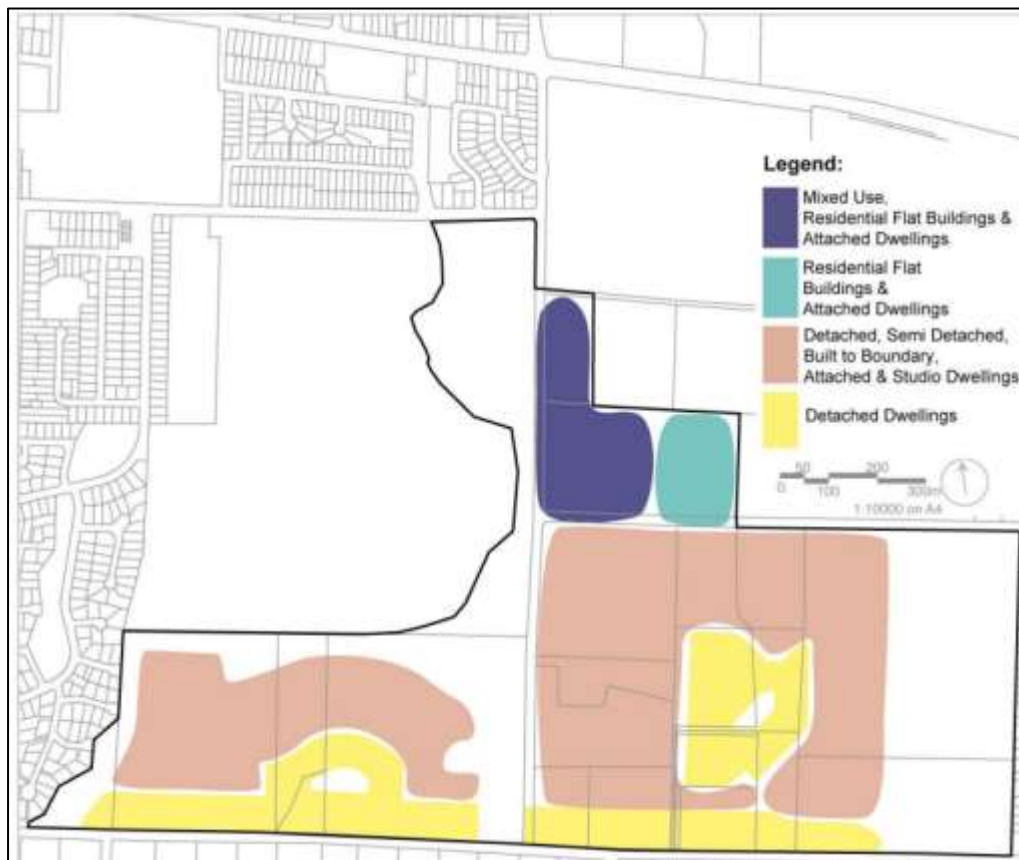 Legend:
Mixed Use,
Residential Flat Buildings &
Attached Dwellings
Residential Flat
Buildings &
Attached Dwellings
Detached, Semi Detached,
Built to Boundary,
Attached & Studio Dwellings
Detached Dwellings
50 200
0 100 300m
1:10000 on A4